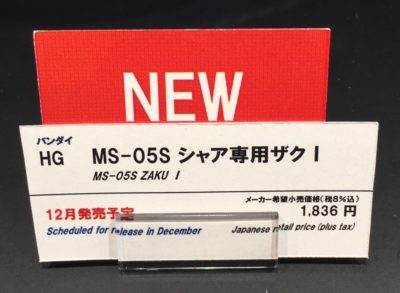 NEW
バンダイ
HG MS-05S シャア専用ザクⅠ
MS-05S ZAKU Ⅰ
メーカー希望小売価格(税8%込)
12月発売予定 1,836 円
Scheduled for release in December Japanese retail price (plus tax)